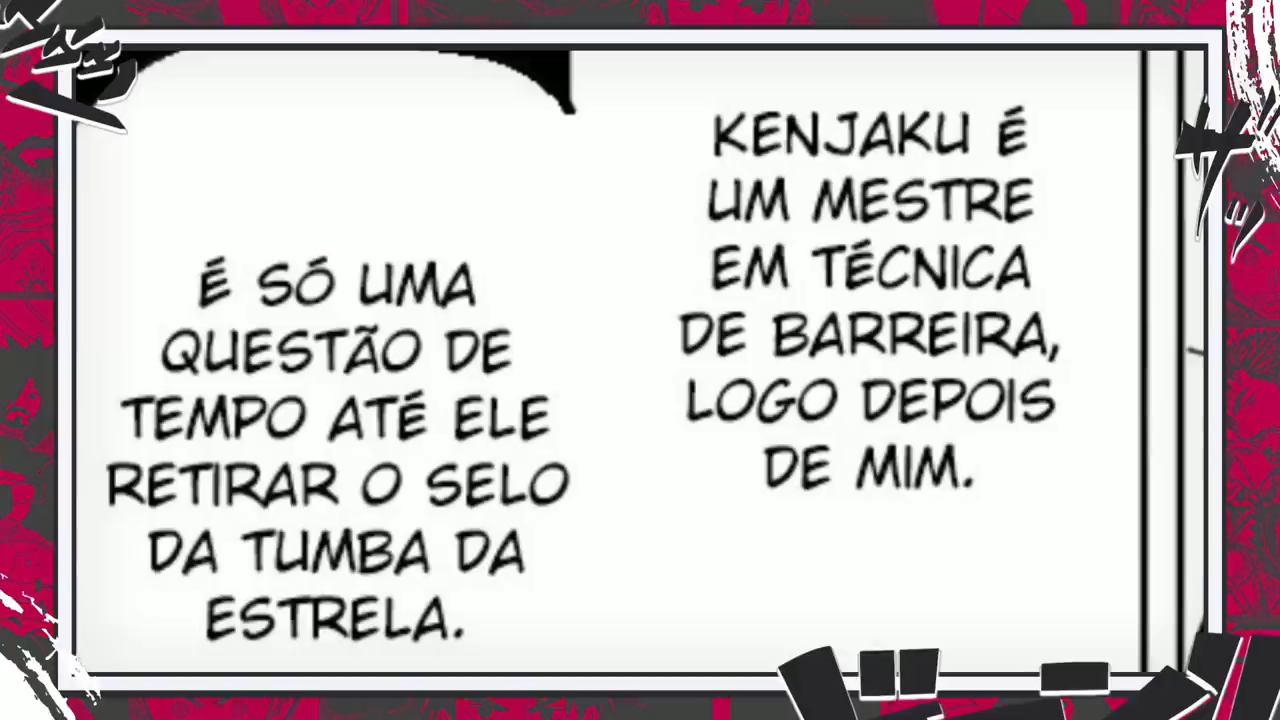 KENJAKU É
UM MESTRE
EM TÉCNICA
DE BARREIRA,
LOGO DEPOIS
DE MIM.
É SÓ UMA
QUESTÃO DE
TEMPO ATÉ ELE
RETIRAR O SELO
DA TUMBA DA
ESTRELA.